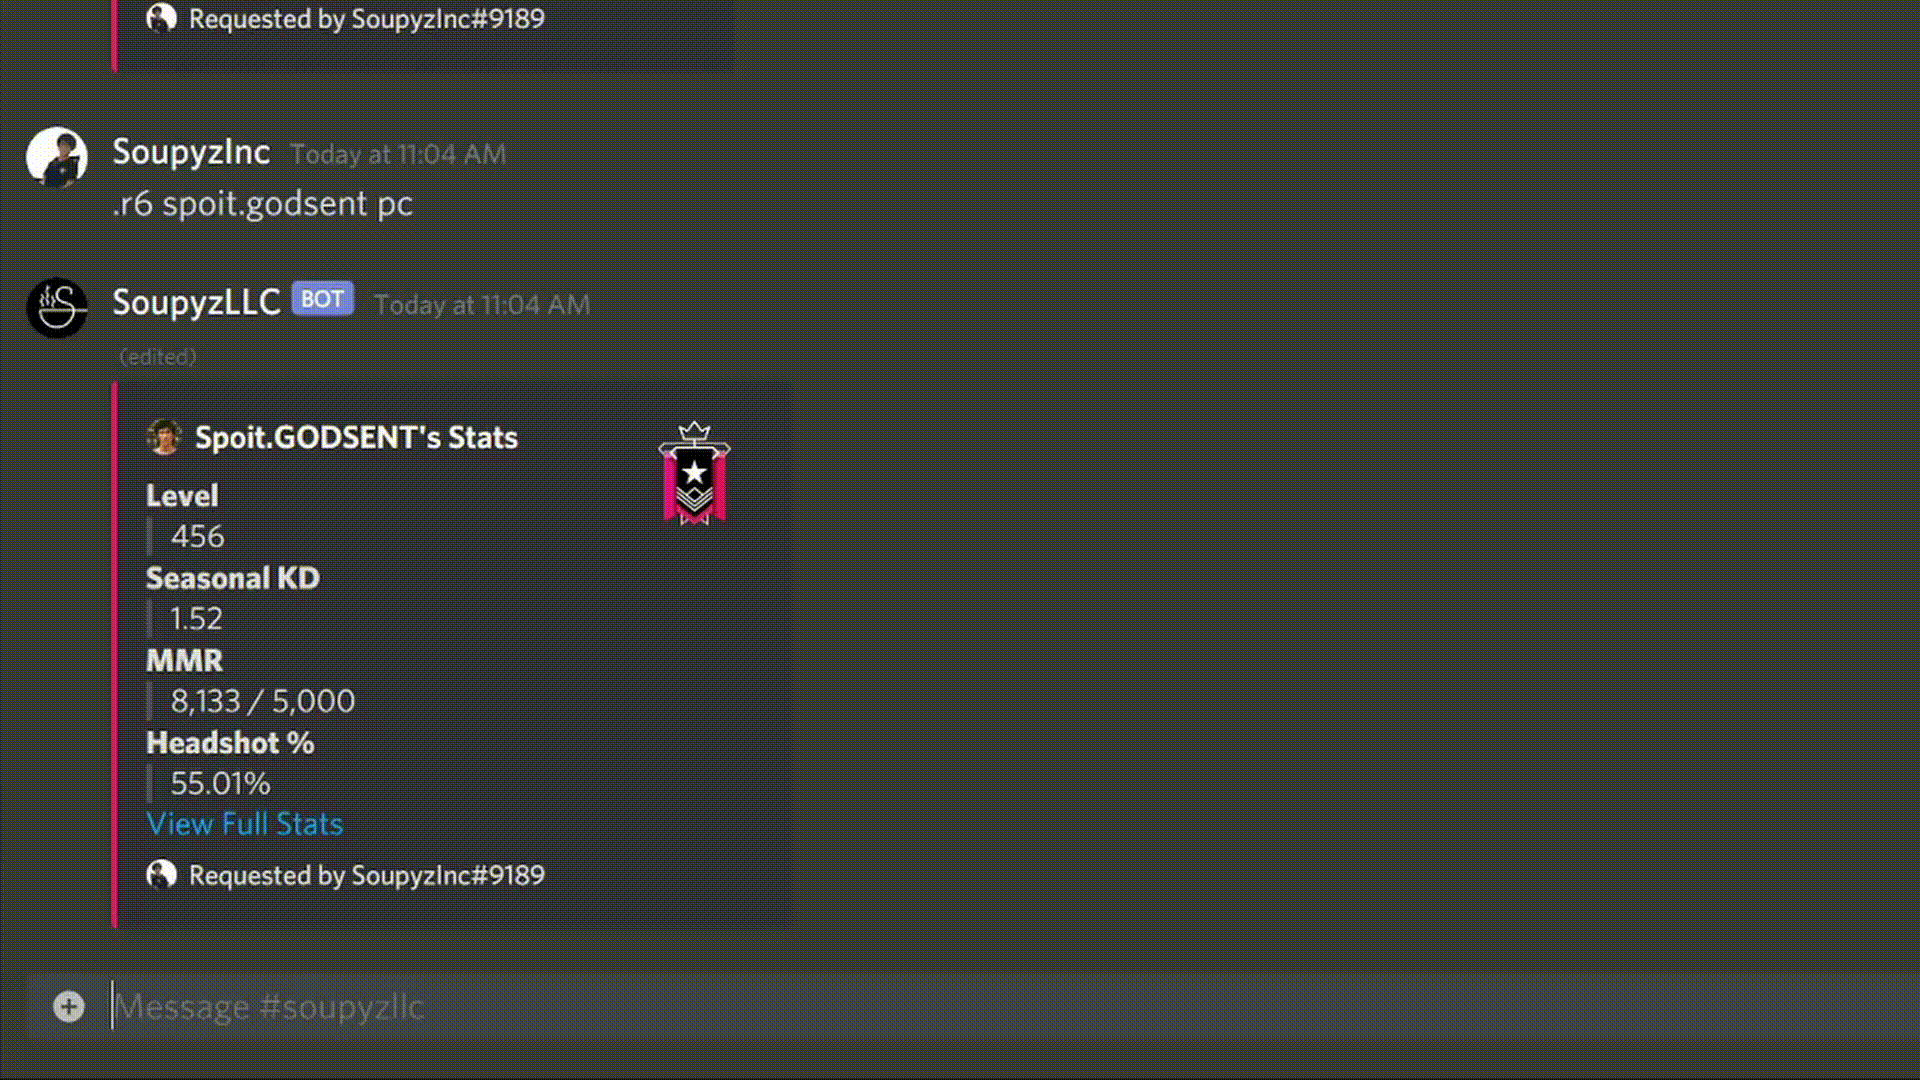 Requested by SoupyzInc#9189
SoupyzInc Today at 11:04 AM
.r6 spoit.godsent pc
SoupyzLLC BOT Today at 11:04 AM
(edited)
Spoit.GODSENT's Stats
Level
456
Seasonal KD
1.52
MMR
8,133 / 5,000
Headshot %
55.01%
View Full Stats
Requested by SoupyzInc#9189
Message #soupyzllc